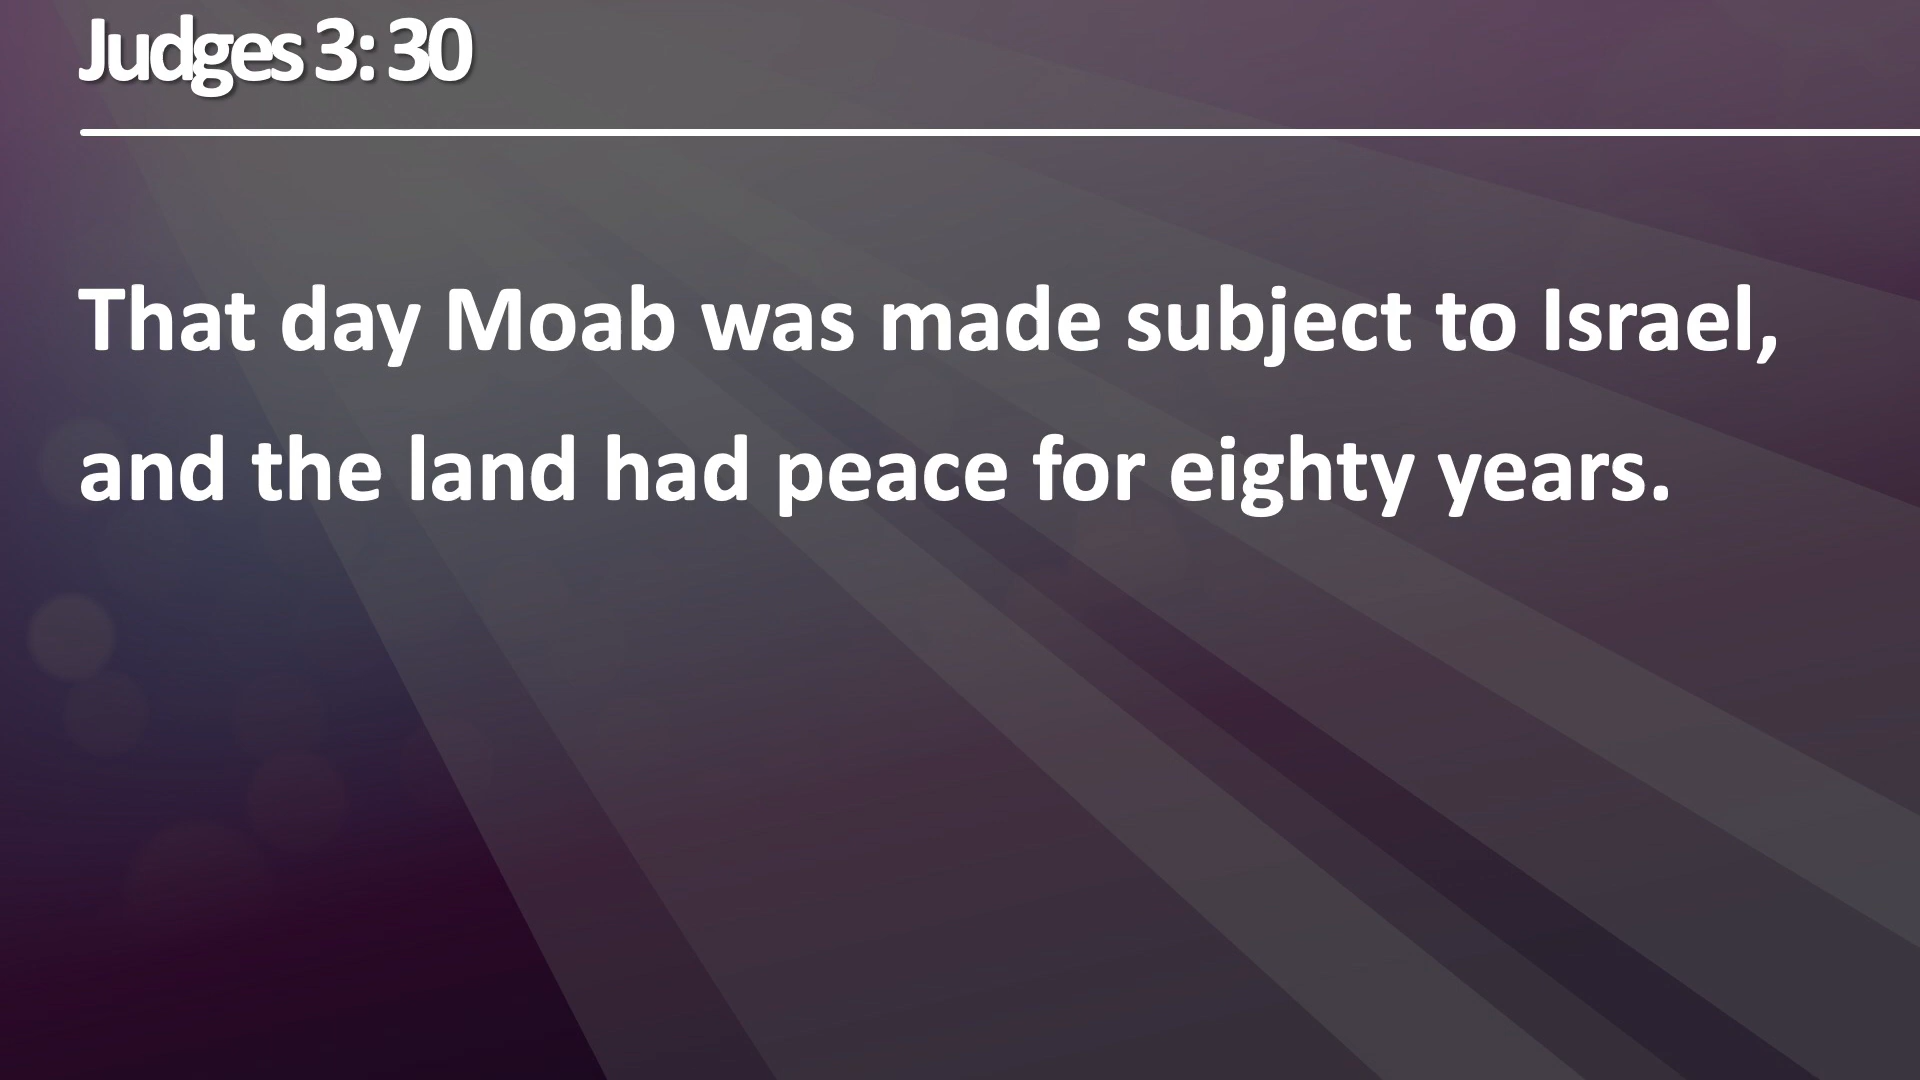 Judges 3: 30
That day Moab was made subject to Israel,
and the land had peace for eighty years.